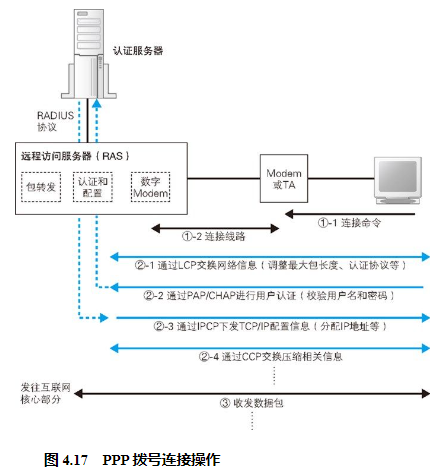 认证服务器
RADIUS
协议
远程访问服务器（RAS）
包转发
认证和
配置
数字
Modem
Modem
或TA
①-1 连接命令
①-2 连接线路
②-1 通过LCP交换网络信息（调整最大包长度、认证协议等）
②-2 通过PAP/CHAP进行用户认证（校验用户名和密码）
②-3 通过IPCP下发TCP/IP配置信息（分配IP地址等）
②-4 通过CCP交换压缩相关信息
发往互联网
核心部分
③ 收发数据包
图 4.17 PPP 拨号连接操作